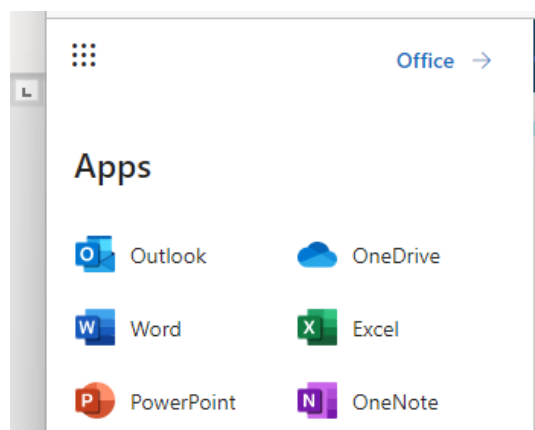 Office →
Apps
Outlook OneDrive
Word Excel
PowerPoint OneNote